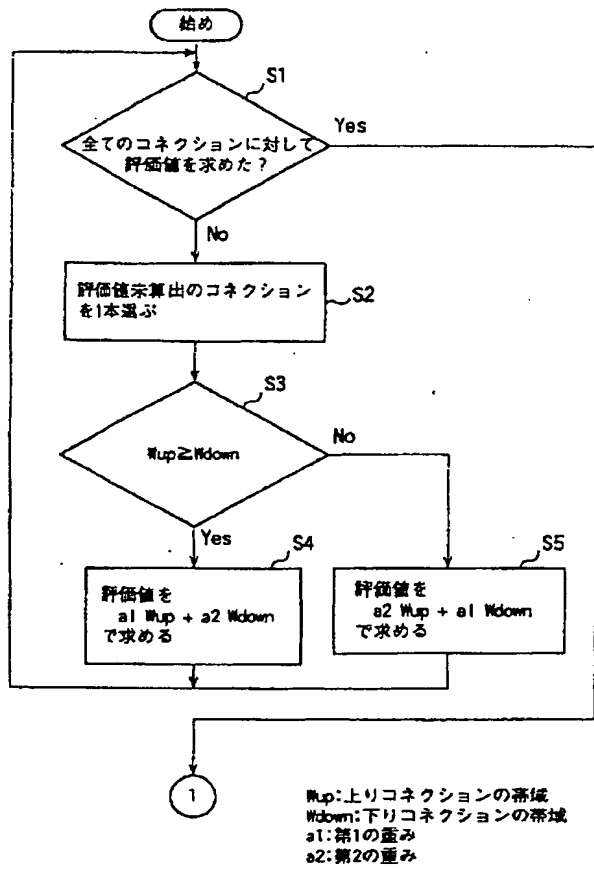 始め
S1
全てのコネクションに対して
評価値を求めた?
Yes
No
評価値未算出のコネクション
を1本選ぶ
S2
S3
Wup≧Wdown
No
Yes
S4
評価値を
a1 Wup + a2 Wdown
で求める
S5
評価値を
a2 Wup + a1 Wdown
で求める
1
Wup:上りコネクションの帯域
Wdown:下りコネクションの帯域
a1:第1の重み
a2:第2の重み